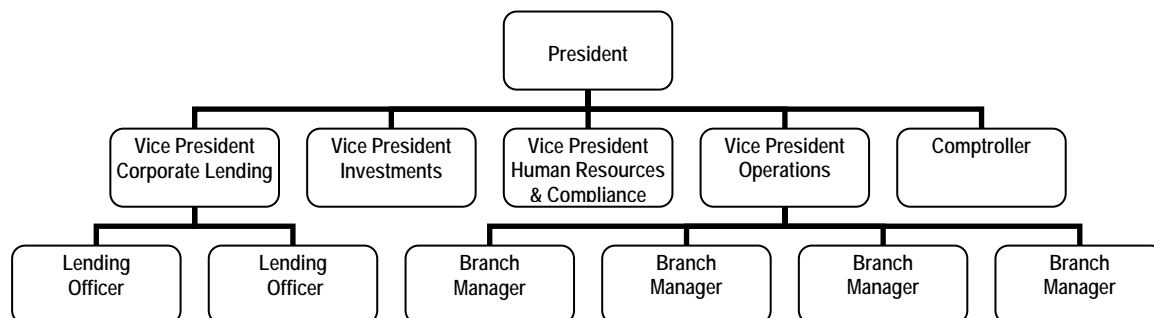 President
Vice President
Corporate Lending
Vice President
Investments
Vice President
Human Resources
& Compliance
Vice President
Operations
Comptroller
Lending
Officer
Lending
Officer
Branch
Manager
Branch
Manager
Branch
Manager
Branch
Manager